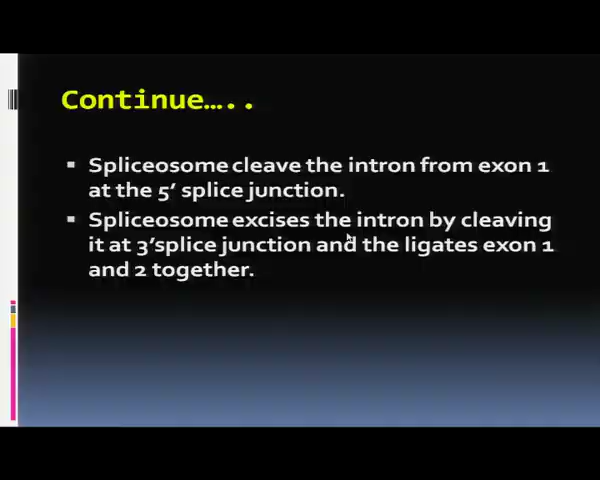 Continue…..
Spliceosome cleave the intron from exon 1
at the 5' splice junction.
Spliceosome excises the intron by cleaving
it at 3'splice junction and the ligates exon 1
and 2 together.